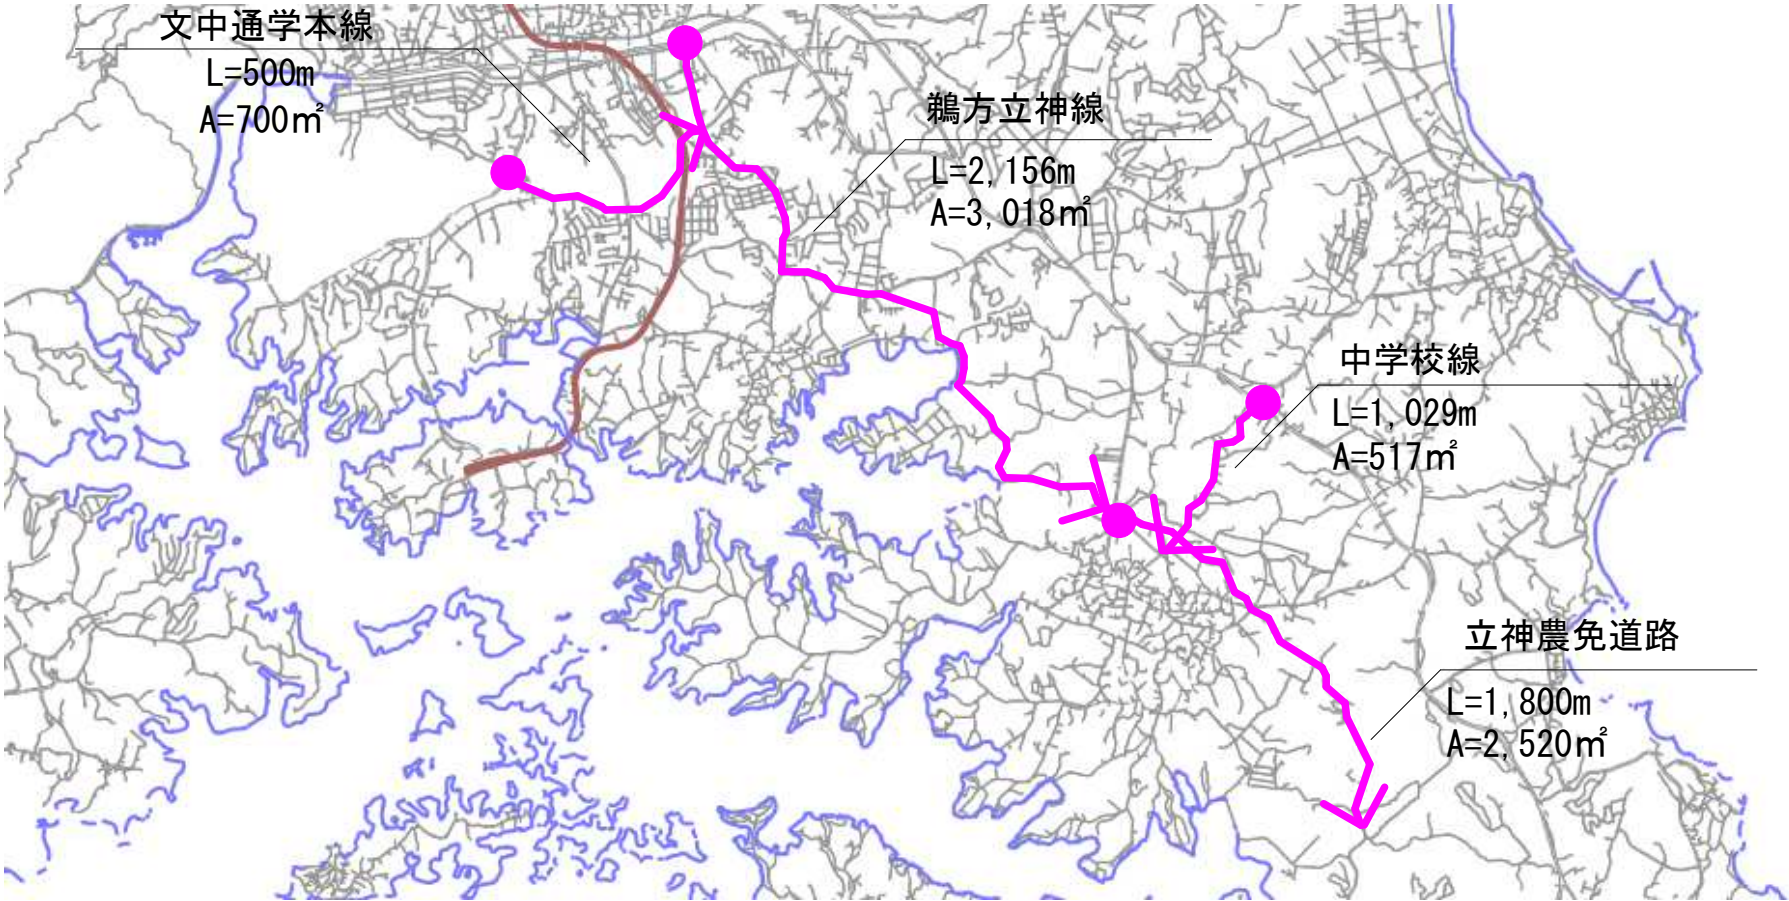 文中通学本線
L=500m
A=700㎡
鵜方立神線
L=2,156m
A=3,018㎡
中学校線
L=1,029m
A=517㎡
立神農免道路
L=1,800m
A=2,520㎡